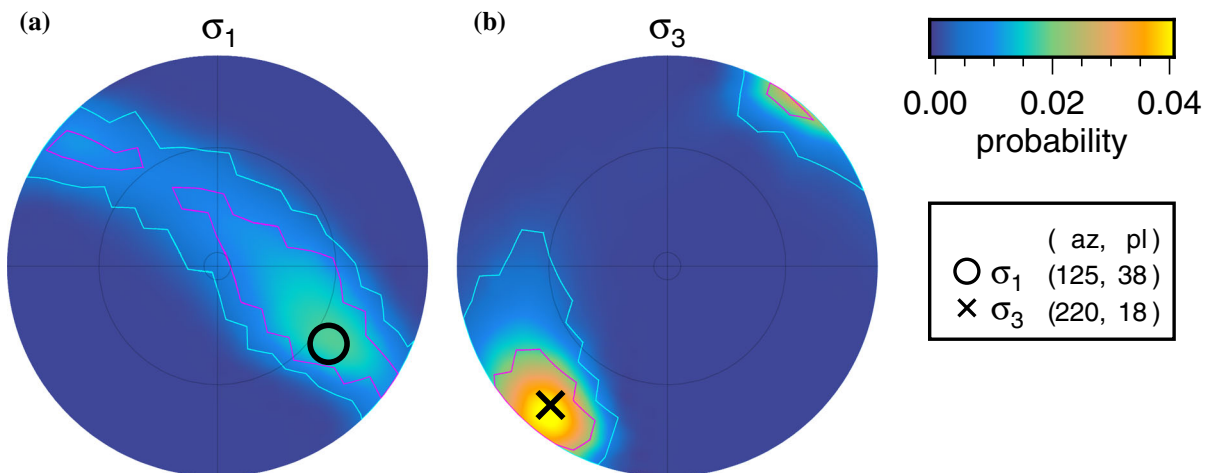 (a)
σ1
(b)
σ3
0.00 0.02 0.04
probability
( az, pl)
σ1 (125, 38)
σ3 (220, 18)